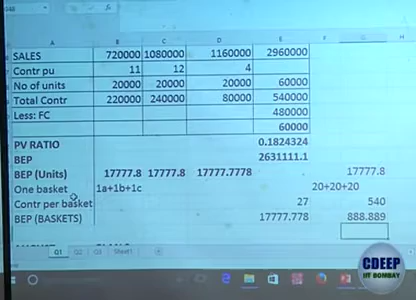 G48
A B C D E F G H
SALES 720000 1080000 1160000 2960000
Contr pu 11 12 4
No of units 20000 20000 20000 60000
Total Contr 220000 240000 80000 540000
Less: FC 480000
60000
PV RATIO 0.1824324
BEP 2631111.1
BEP (Units) 17777.8 17777.8 17777.7778 17777.8
One basket 1a+1b+1c 20+20+20
Contr per basket 27 540
BEP (BASKETS) 17777.778 888.889
Q1 Q2 Q3 Sheet1
CDEEP
IIT BOMBAY